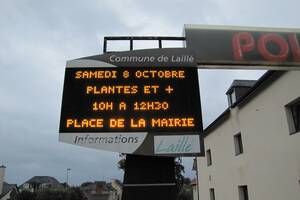 Commune de Laillé
SAMEDI 8 OCTOBRE
PLANTES ET +
10H A 12H30
PLACE DE LA MAIRIE
Informations
Laillé
PO